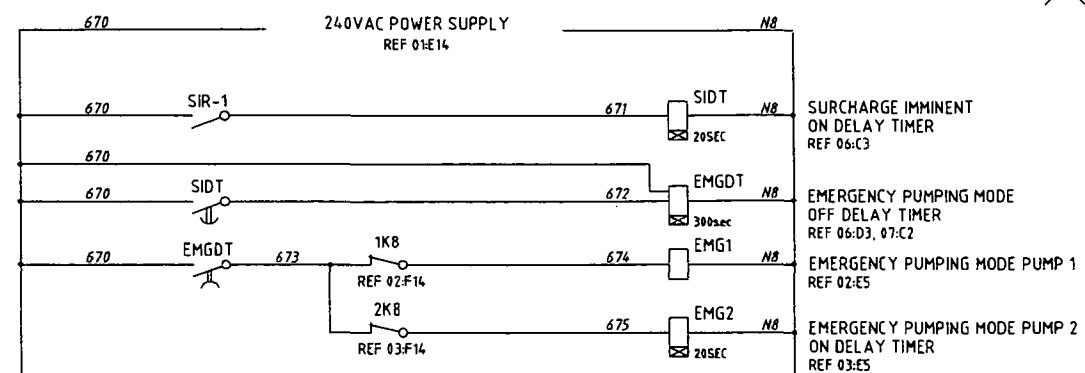 670 240VAC POWER SUPPLY N8
REF 01:E14
670 SIR-1 671 SIDT N8 SURCHARGE IMMINENT
20SEC ON DELAY TIMER
REF 06:C3
670
670 SIDT 672 EMGDT N8 EMERGENCY PUMPING MODE
300sec OFF DELAY TIMER
REF 06:D3, 07:C2
670 EMGDT 673 1K8 674 EMG1 N8 EMERGENCY PUMPING MODE PUMP 1
REF 02:F14 REF 02:E5
2K8 675 EMG2 N8 EMERGENCY PUMPING MODE PUMP 2
REF 03:F14 20SEC ON DELAY TIMER
REF 03:E5